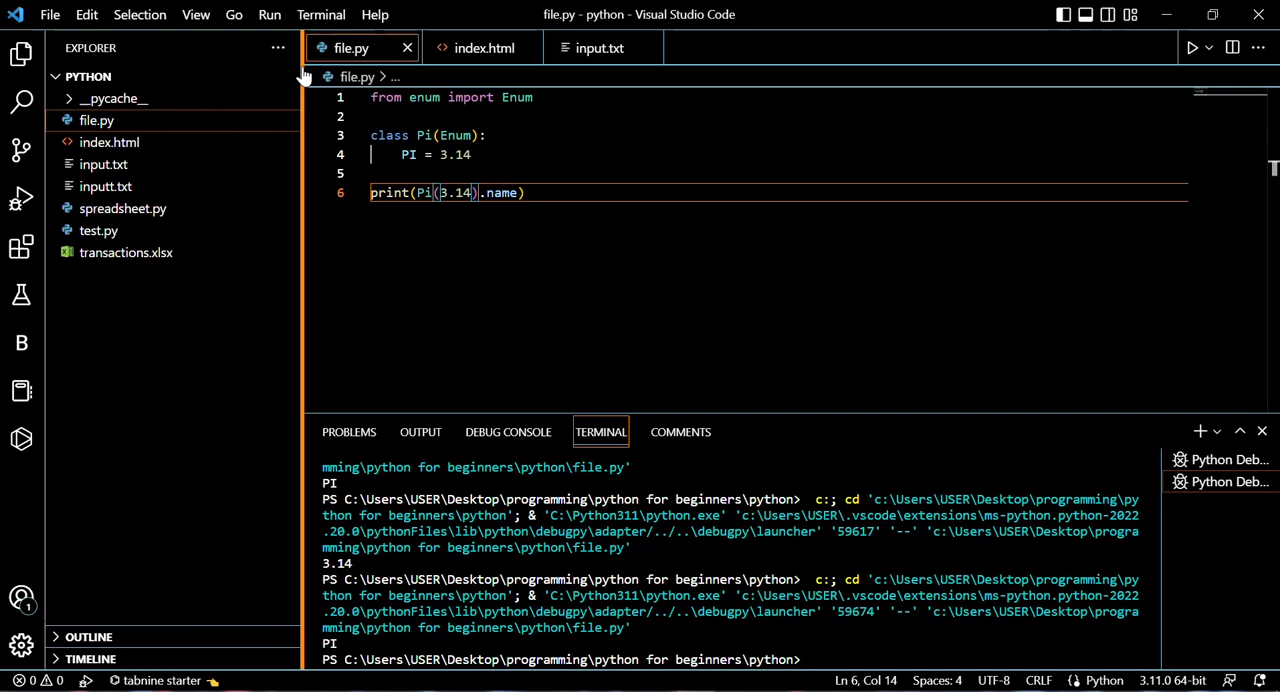 File Edit Selection View Go Run Terminal Help file.py - python - Visual Studio Code
EXPLORER
PYTHON
__pycache__
file.py
index.html
input.txt
inputt.txt
spreadsheet.py
test.py
transactions.xlsx
OUTLINE
TIMELINE
B
1
file.py index.html input.txt
file.py > ...
1 from enum import Enum
2
3 class Pi(Enum):
4 PI = 3.14
5
6 print(Pi(3.14).name)
PROBLEMS OUTPUT DEBUG CONSOLE TERMINAL COMMENTS
Python Deb...
Python Deb...
mming\python for beginners\python\file.py'
PI
PS C:\Users\USER\Desktop\programming\python for beginners\python> c:; cd 'c:\Users\USER\Desktop\programming\py
thon for beginners\python'; & 'C:\Python311\python.exe' 'c:\Users\USER\.vscode\extensions\ms-python.python-2022
.20.0\pythonFiles\lib\python\debugpy\adapter/../..\debugpy\launcher' '59617' '--' 'c:\Users\USER\Desktop\progra
mming\python for beginners\python\file.py'
3.14
PS C:\Users\USER\Desktop\programming\python for beginners\python> c:; cd 'c:\Users\USER\Desktop\programming\py
thon for beginners\python'; & 'C:\Python311\python.exe' 'c:\Users\USER\.vscode\extensions\ms-python.python-2022
.20.0\pythonFiles\lib\python\debugpy\adapter/../..\debugpy\launcher' '59674' '--' 'c:\Users\USER\Desktop\progra
mming\python for beginners\python\file.py'
PI
PS C:\Users\USER\Desktop\programming\python for beginners\python>
0 0 tabnine starter 👈 Ln 6, Col 14 Spaces: 4 UTF-8 CRLF Python 3.11.0 64-bit